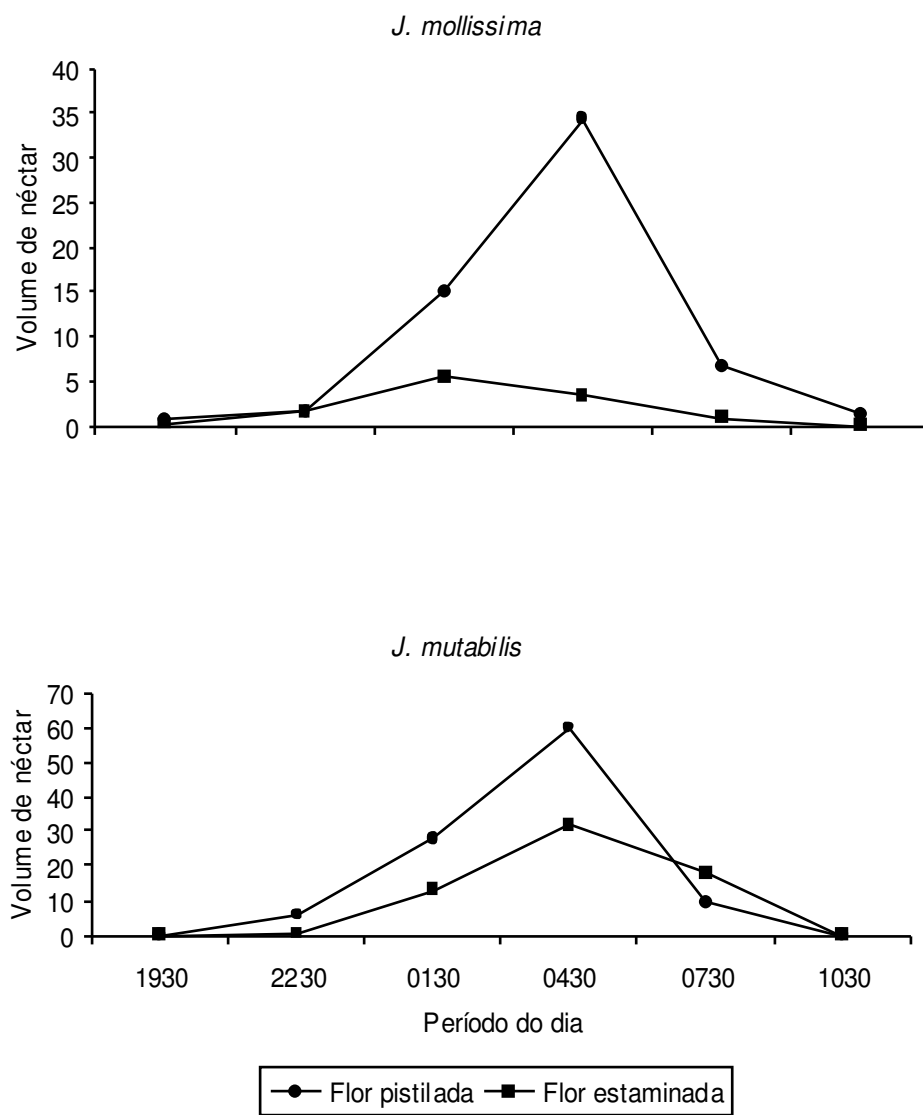 J. mollissima
40
35
30
25
20
15
10
5
0
Volume de néctar
J. mutabilis
70
60
50
40
30
20
10
0
Volume de néctar
1930 2230 0130 0430 0730 1030
Período do dia
Flor pistilada Flor estaminada